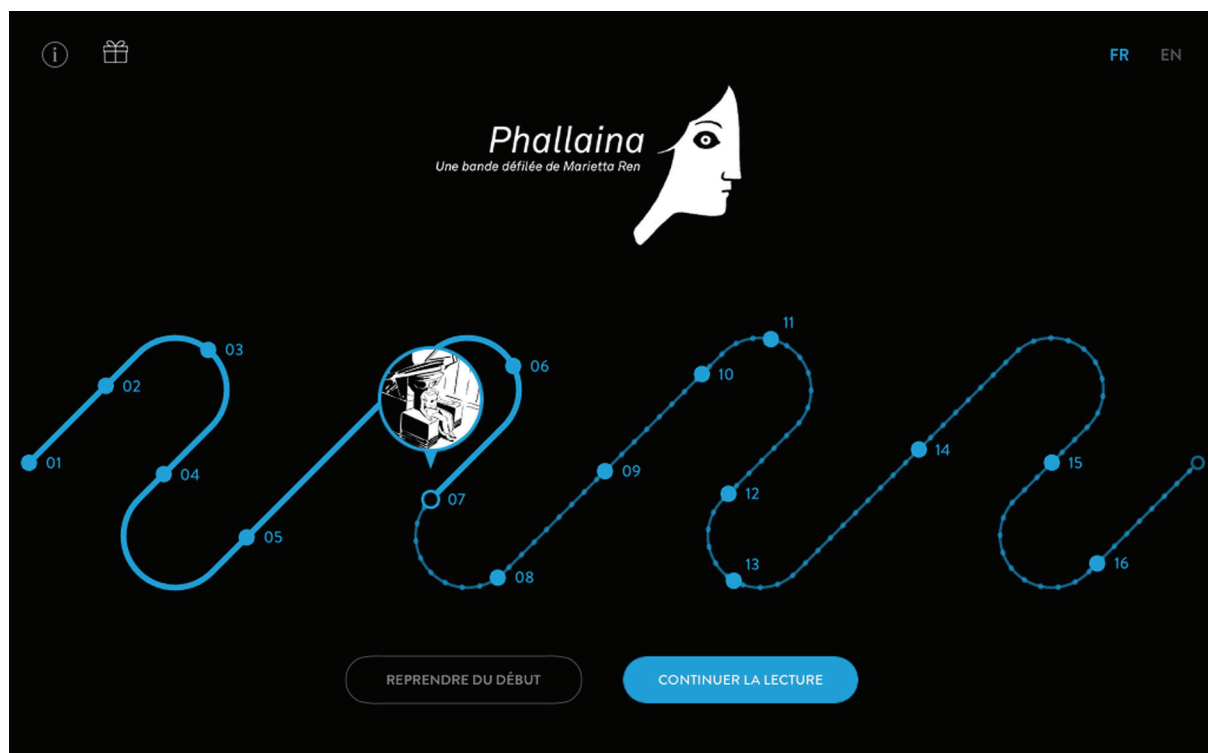 i
FR EN
Phallaina
Une bande défilée de Marietta Ren
01
02
03
04
05
06
07
08
09
10
11
12
13
14
15
16
REPRENDRE DU DÉBUT
CONTINUER LA LECTURE